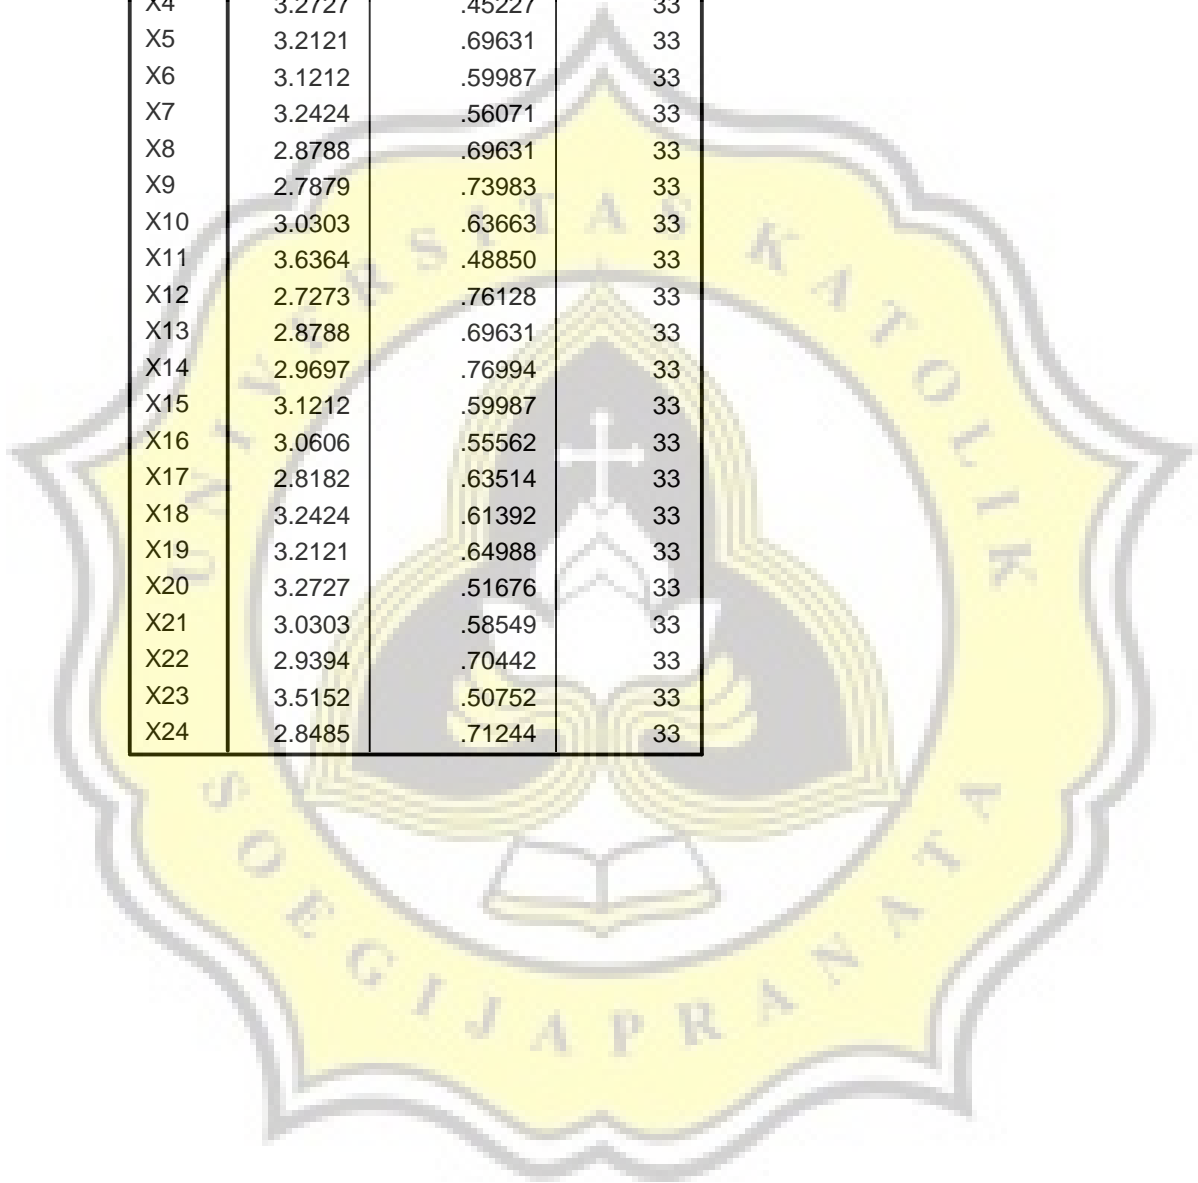 X4 3.2727 .45227 33
X5 3.2121 .69631 33
X6 3.1212 .59987 33
X7 3.2424 .56071 33
X8 2.8788 .69631 33
X9 2.7879 .73983 33
X10 3.0303 .63663 33
X11 3.6364 .48850 33
X12 2.7273 .76128 33
X13 2.8788 .69631 33
X14 2.9697 .76994 33
X15 3.1212 .59987 33
X16 3.0606 .55562 33
X17 2.8182 .63514 33
X18 3.2424 .61392 33
X19 3.2121 .64988 33
X20 3.2727 .51676 33
X21 3.0303 .58549 33
X22 2.9394 .70442 33
X23 3.5152 .50752 33
X24 2.8485 .71244 33
UNIVERSITAS KATOLIK
SOEGIJAPRANATA